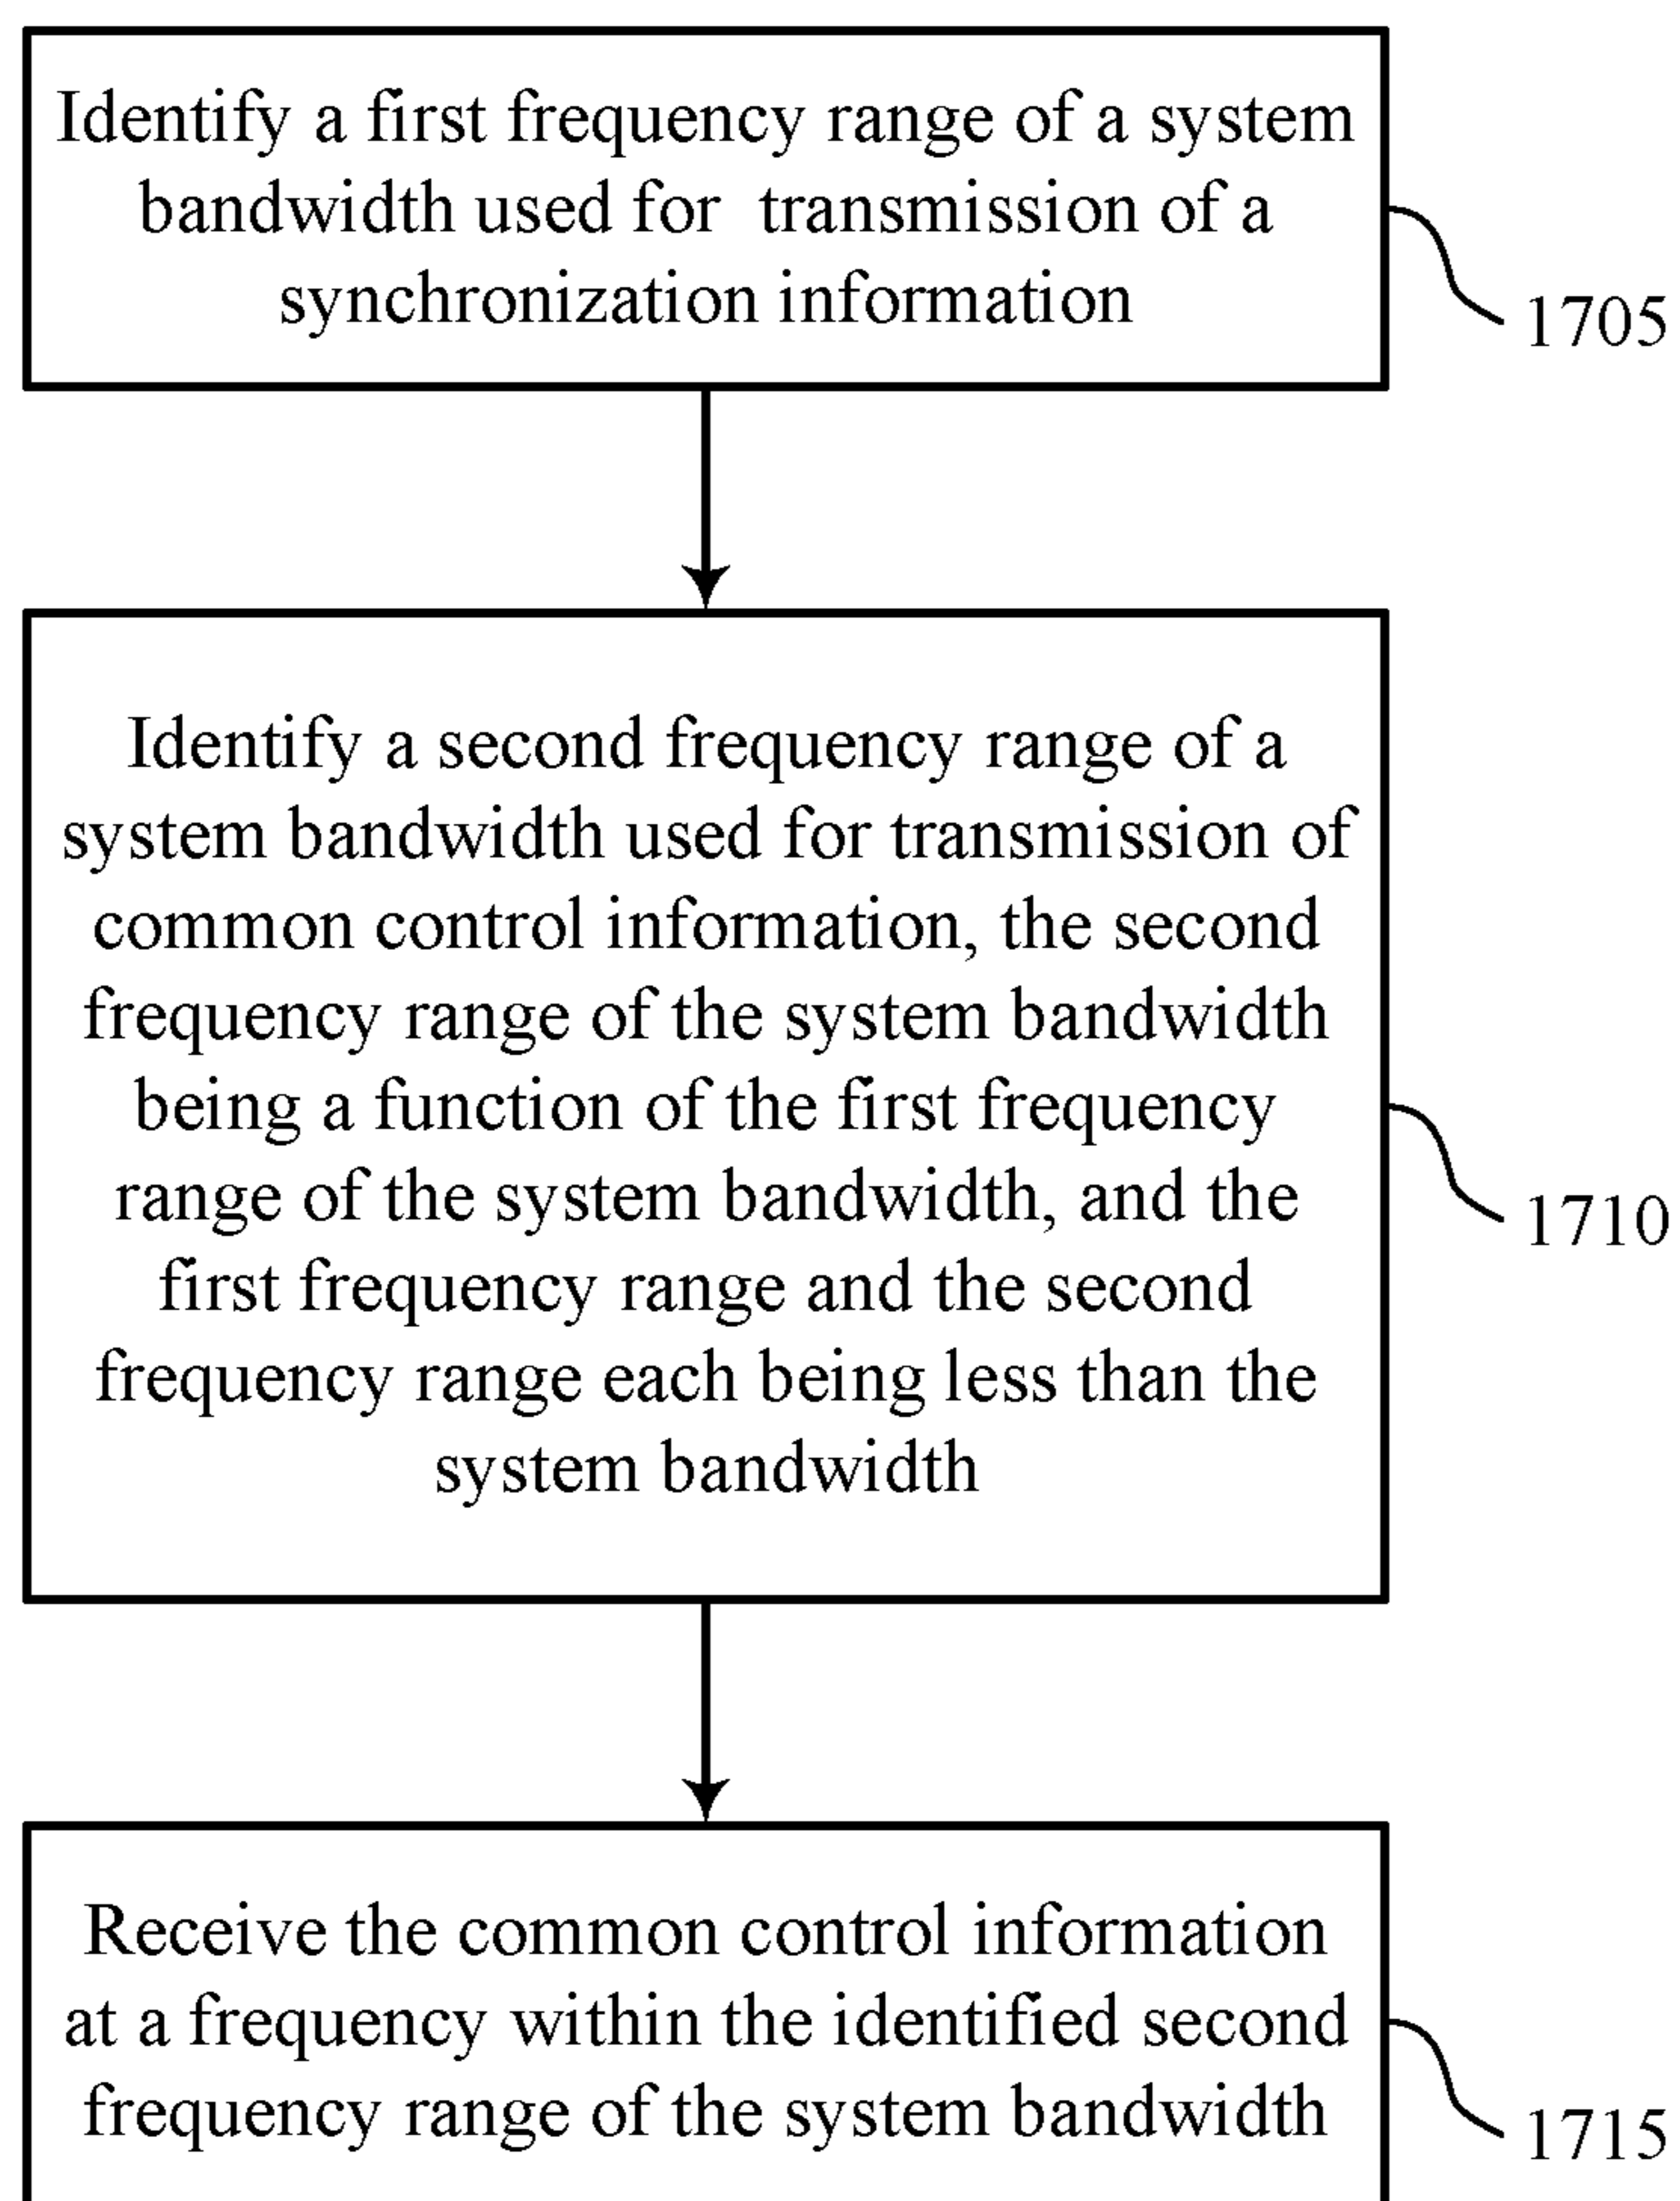 Identify a first frequency range of a system
bandwidth used for transmission of a
synchronization information
1705
Identify a second frequency range of a
system bandwidth used for transmission of
common control information, the second
frequency range of the system bandwidth
being a function of the first frequency
range of the system bandwidth, and the
first frequency range and the second
frequency range each being less than the
system bandwidth
1710
Receive the common control information
at a frequency within the identified second
frequency range of the system bandwidth
1715